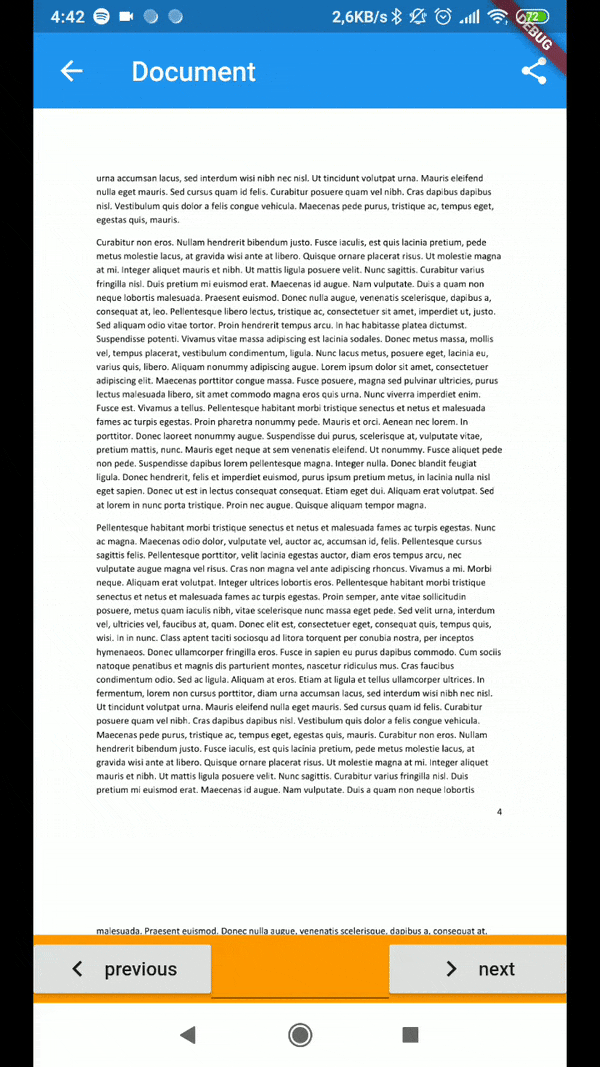 4:42
2,6KB/s
72
DEBUG
Document
urna accumsan lacus, sed interdum wisi nibh nec nisl. Ut tincidunt volutpat urna. Mauris eleifend
nulla eget mauris. Sed cursus quam id felis. Curabitur posuere quam vel nibh. Cras dapibus dapibus
nisl. Vestibulum quis dolor a felis congue vehicula. Maecenas pede purus, tristique ac, tempus eget,
egestas quis, mauris.
Curabitur non eros. Nullam hendrerit bibendum justo. Fusce iaculis, est quis lacinia pretium, pede
metus molestie lacus, at gravida wisi ante at libero. Quisque ornare placerat risus. Ut molestie magna
at mi. Integer aliquet mauris et nibh. Ut mattis ligula posuere velit. Nunc sagittis. Curabitur varius
fringilla nisl. Duis pretium mi euismod erat. Maecenas id augue. Nam vulputate. Duis a quam non
neque lobortis malesuada. Praesent euismod. Donec nulla augue, venenatis scelerisque, dapibus a,
consequat at, leo. Pellentesque libero lectus, tristique ac, consectetuer sit amet, imperdiet ut, justo.
Sed aliquam odio vitae tortor. Proin hendrerit tempus arcu. In hac habitasse platea dictumst.
Suspendisse potenti. Vivamus vitae massa adipiscing est lacinia sodales. Donec metus massa, mollis
vel, tempus placerat, vestibulum condimentum, ligula. Nunc lacus metus, posuere eget, lacinia eu,
varius quis, libero. Aliquam nonummy adipiscing augue. Lorem ipsum dolor sit amet, consectetuer
adipiscing elit. Maecenas porttitor congue massa. Fusce posuere, magna sed pulvinar ultricies, purus
lectus malesuada libero, sit amet commodo magna eros quis urna. Nunc viverra imperdiet enim.
Fusce est. Vivamus a tellus. Pellentesque habitant morbi tristique senectus et netus et malesuada
fames ac turpis egestas. Proin pharetra nonummy pede. Mauris et orci. Aenean nec lorem. In
porttitor. Donec laoreet nonummy augue. Suspendisse dui purus, scelerisque at, vulputate vitae,
pretium mattis, nunc. Mauris eget neque at sem venenatis eleifend. Ut nonummy. Fusce aliquet pede
non pede. Suspendisse dapibus lorem pellentesque magna. Integer nulla. Donec blandit feugiat
ligula. Donec hendrerit, felis et imperdiet euismod, purus ipsum pretium metus, in lacinia nulla nisl
eget sapien. Donec ut est in lectus consequat consequat. Etiam eget dui. Aliquam erat volutpat. Sed
at lorem in nunc porta tristique. Proin nec augue. Quisque aliquam tempor magna.
Pellentesque habitant morbi tristique senectus et netus et malesuada fames ac turpis egestas. Nunc
ac magna. Maecenas odio dolor, vulputate vel, auctor ac, accumsan id, felis. Pellentesque cursus
sagittis felis. Pellentesque porttitor, velit lacinia egestas auctor, diam eros tempus arcu, nec
vulputate augue magna vel risus. Cras non magna vel ante adipiscing rhoncus. Vivamus a mi. Morbi
neque. Aliquam erat volutpat. Integer ultrices lobortis eros. Pellentesque habitant morbi tristique
senectus et netus et malesuada fames ac turpis egestas. Proin semper, ante vitae sollicitudin
posuere, metus quam iaculis nibh, vitae scelerisque nunc massa eget pede. Sed velit urna, interdum
vel, ultricies vel, faucibus at, quam. Donec elit est, consectetuer eget, consequat quis, tempus quis,
wisi. In in nunc. Class aptent taciti sociosqu ad litora torquent per conubia nostra, per inceptos
hymenaeos. Donec ullamcorper fringilla eros. Fusce in sapien eu purus dapibus commodo. Cum sociis
natoque penatibus et magnis dis parturient montes, nascetur ridiculus mus. Cras faucibus
condimentum odio. Sed ac ligula. Aliquam at eros. Etiam at ligula et tellus ullamcorper ultrices. In
fermentum, lorem non cursus porttitor, diam urna accumsan lacus, sed interdum wisi nibh nec nisl.
Ut tincidunt volutpat urna. Mauris eleifend nulla eget mauris. Sed cursus quam id felis. Curabitur
posuere quam vel nibh. Cras dapibus dapibus nisl. Vestibulum quis dolor a felis congue vehicula.
Maecenas pede purus, tristique ac, tempus eget, egestas quis, mauris. Curabitur non eros. Nullam
hendrerit bibendum justo. Fusce iaculis, est quis lacinia pretium, pede metus molestie lacus, at
gravida wisi ante at libero. Quisque ornare placerat risus. Ut molestie magna at mi. Integer aliquet
mauris et nibh. Ut mattis ligula posuere velit. Nunc sagittis. Curabitur varius fringilla nisl. Duis
pretium mi euismod erat. Maecenas id augue. Nam vulputate. Duis a quam non neque lobortis
4
malesuada. Praesent euismod. Donec nulla augue, venenatis scelerisque, dapibus a, consequat at,
previous
next